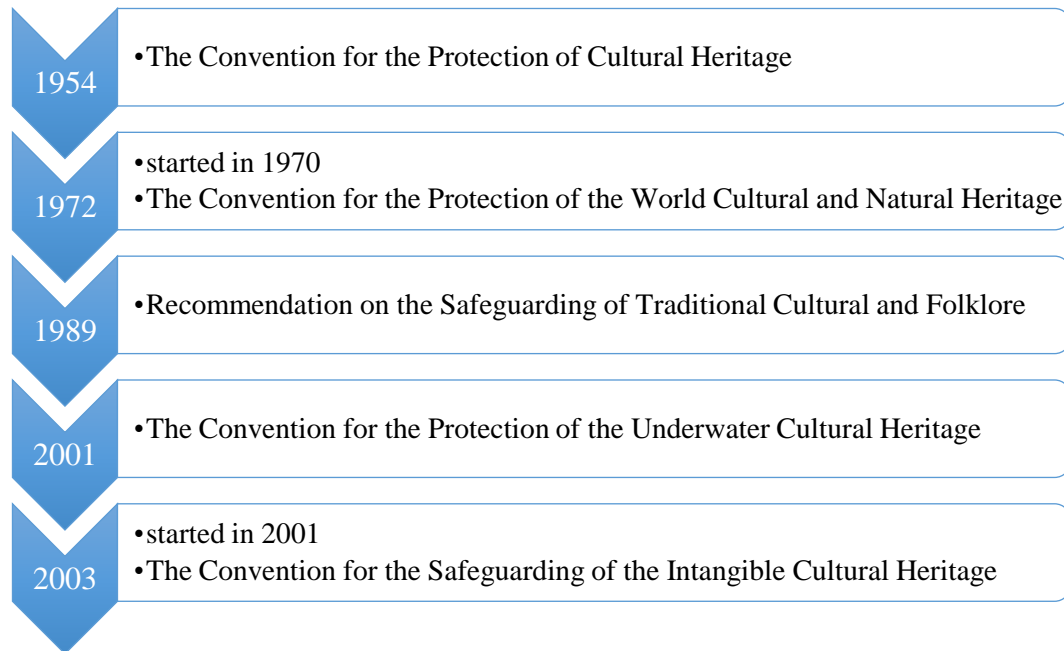 1954
•The Convention for the Protection of Cultural Heritage
1972
•started in 1970
•The Convention for the Protection of the World Cultural and Natural Heritage
1989
•Recommendation on the Safeguarding of Traditional Cultural and Folklore
2001
•The Convention for the Protection of the Underwater Cultural Heritage
2003
•started in 2001
•The Convention for the Safeguarding of the Intangible Cultural Heritage